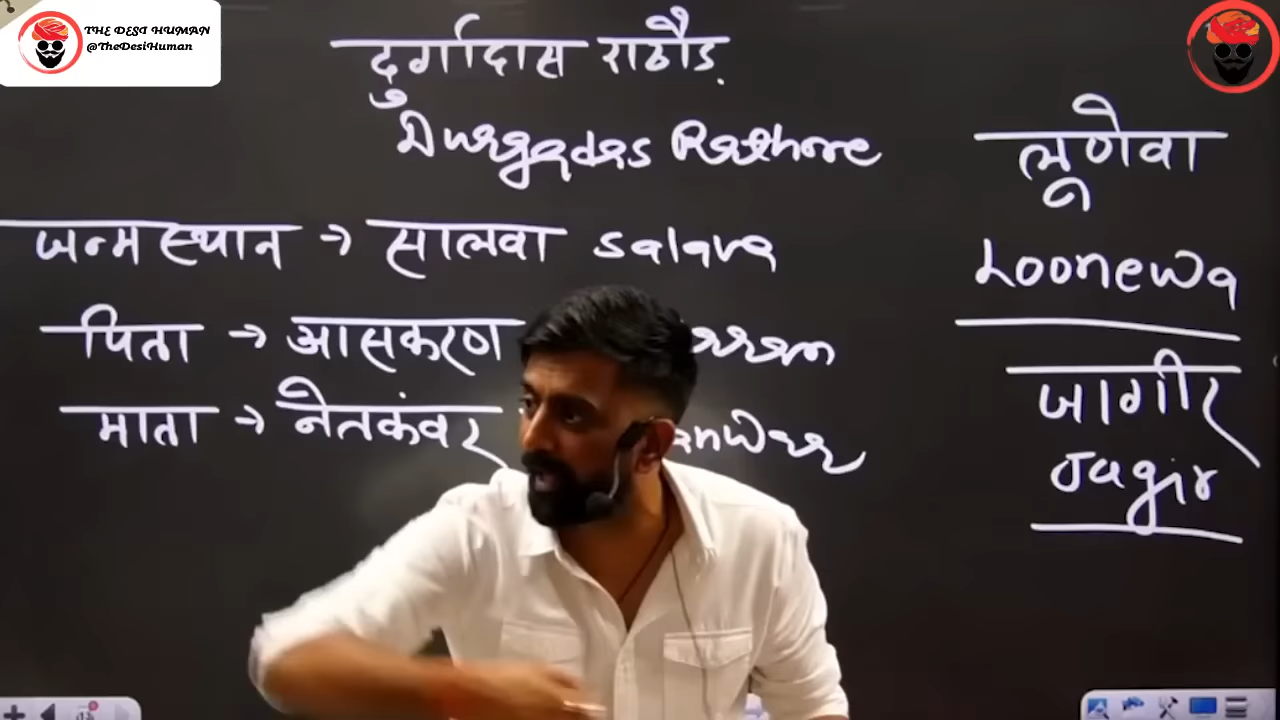 THE DESI HUMAN
@TheDesiHuman
दुर्गादास राठौड़
Durgadas Rathore
जन्म स्थान → सालवा Salava
पिता → आसकरण
माता → नेतकंवर
लूणेवा
Loonewa
जागीर
Jagir